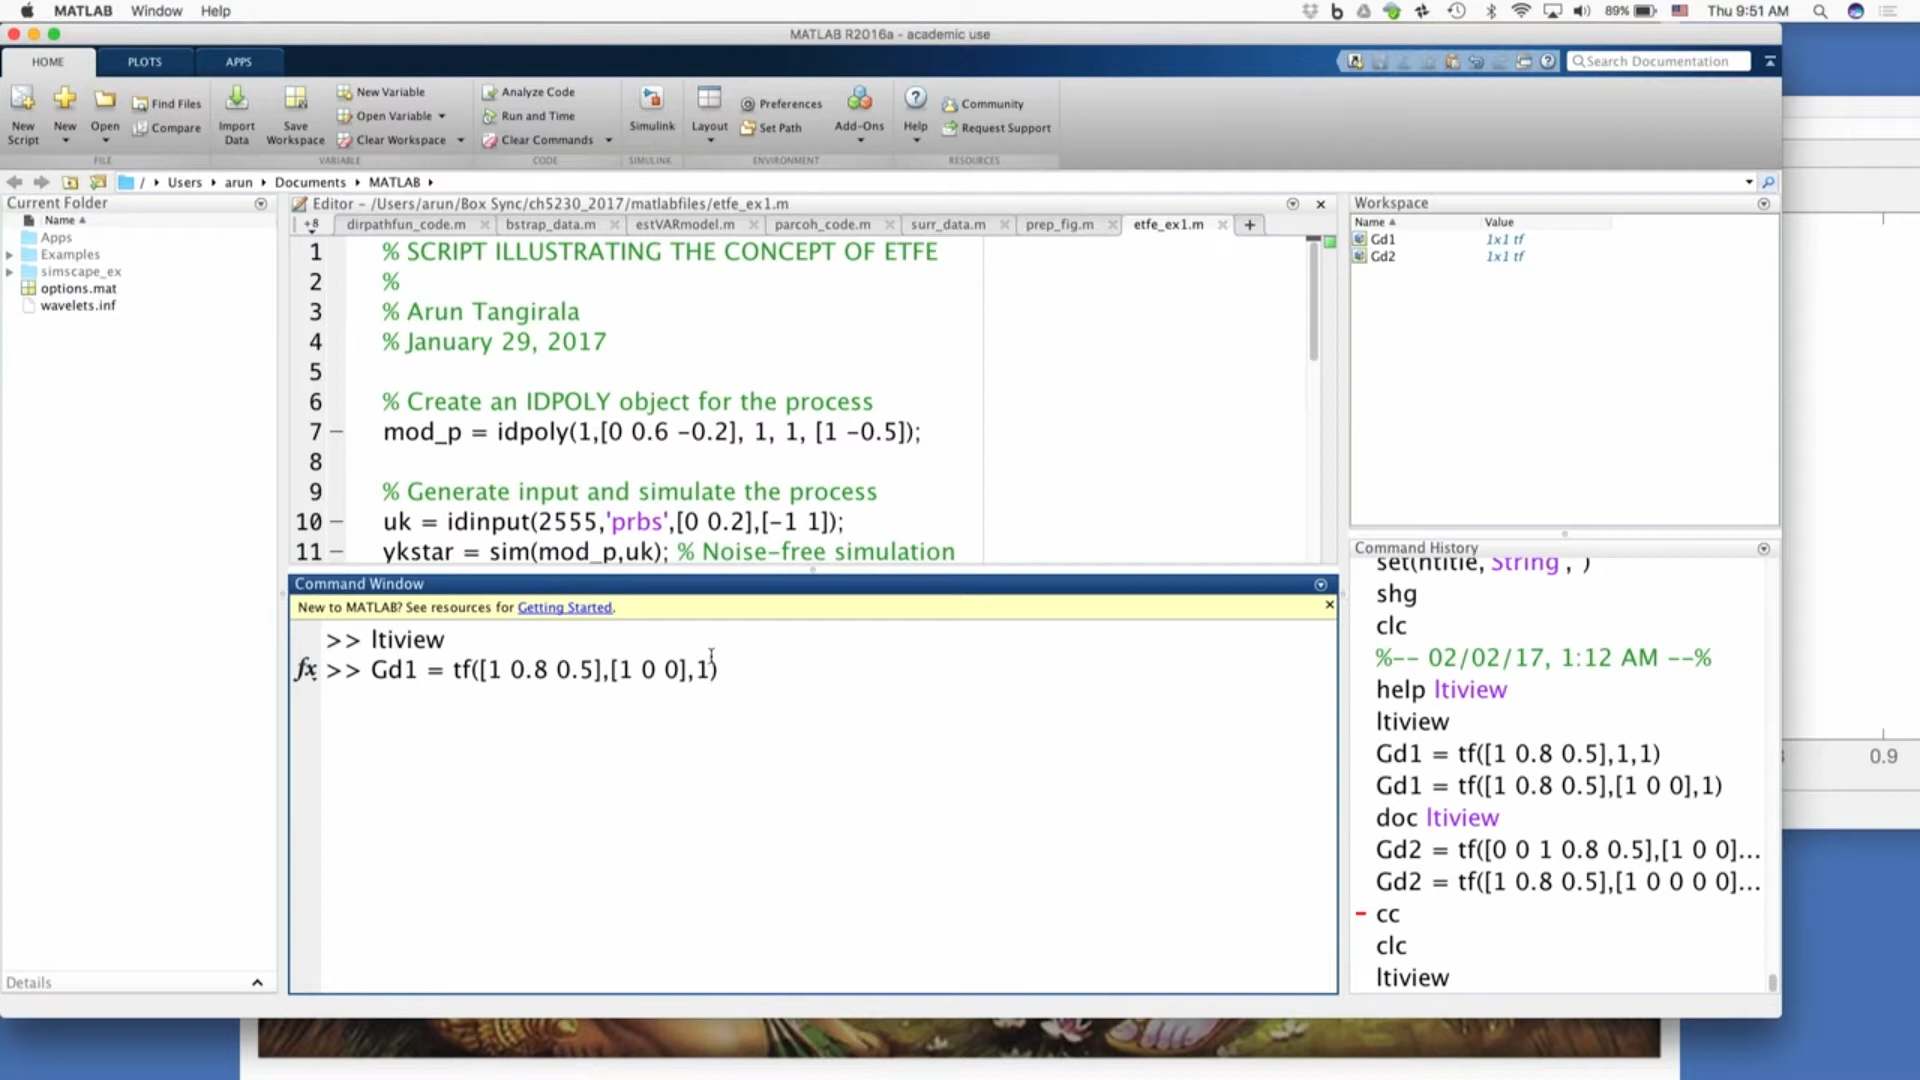 MATLAB Window Help
89%
Thu 9:51 AM
MATLAB R2016a - academic use
HOME PLOTS APPS
Search Documentation
New Script
New
Open
Find Files
Compare
Import Data
Save Workspace
New Variable
Open Variable
Clear Workspace
Analyze Code
Run and Time
Clear Commands
Simulink
Layout
Preferences
Set Path
Add-Ons
Help
Community
Request Support
FILE VARIABLE CODE SIMULINK ENVIRONMENT RESOURCES
/ Users arun Documents MATLAB
Current Folder
Name
Apps
Examples
simscape_ex
options.mat
wavelets.inf
Details
Editor - /Users/arun/Box Sync/ch5230_2017/matlabfiles/etfe_ex1.m
+8 dirpathfun_code.m bstrap_data.m estVARmodel.m parcoh_code.m surr_data.m prep_fig.m etfe_ex1.m
1 % SCRIPT ILLUSTRATING THE CONCEPT OF ETFE
2 %
3 % Arun Tangirala
4 % January 29, 2017
5
6 % Create an IDPOLY object for the process
7 – mod_p = idpoly(1,[0 0.6 -0.2], 1, 1, [1 -0.5]);
8
9 % Generate input and simulate the process
10 – uk = idinput(2555,'prbs',[0 0.2],[-1 1]);
11 – ykstar = sim(mod_p,uk); % Noise-free simulation
Command Window
New to MATLAB? See resources for Getting Started.
>> ltiview
fx >> Gd1 = tf([1 0.8 0.5],[1 0 0],1)
Workspace
Name Value
Gd1 1x1 tf
Gd2 1x1 tf
Command History
set(htitle,'String','')
shg
clc
%-- 02/02/17, 1:12 AM --%
help ltiview
ltiview
Gd1 = tf([1 0.8 0.5],1,1)
Gd1 = tf([1 0.8 0.5],[1 0 0],1)
doc ltiview
Gd2 = tf([0 0 1 0.8 0.5],[1 0 0]...
Gd2 = tf([1 0.8 0.5],[1 0 0 0 0]...
cc
clc
ltiview
0.9